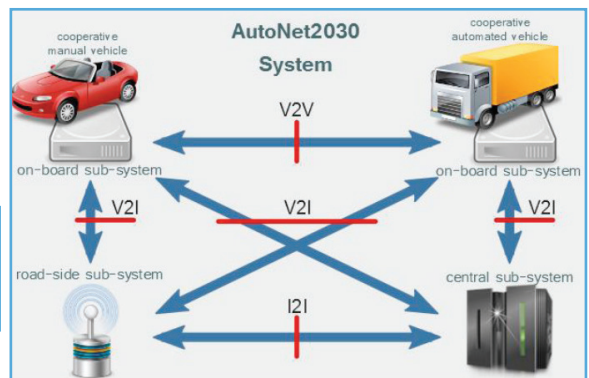 AutoNet2030
System
cooperative
manual vehicle
cooperative
automated vehicle
V2V
on-board sub-system
on-board sub-system
V2I
V2I
V2I
road-side sub-system
central sub-system
I2I